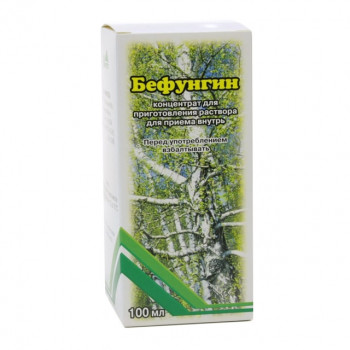 Бефунгин
концентрат для
приготовления раствора
для приема внутрь
Перед употреблением
взбалтывать
100 мл